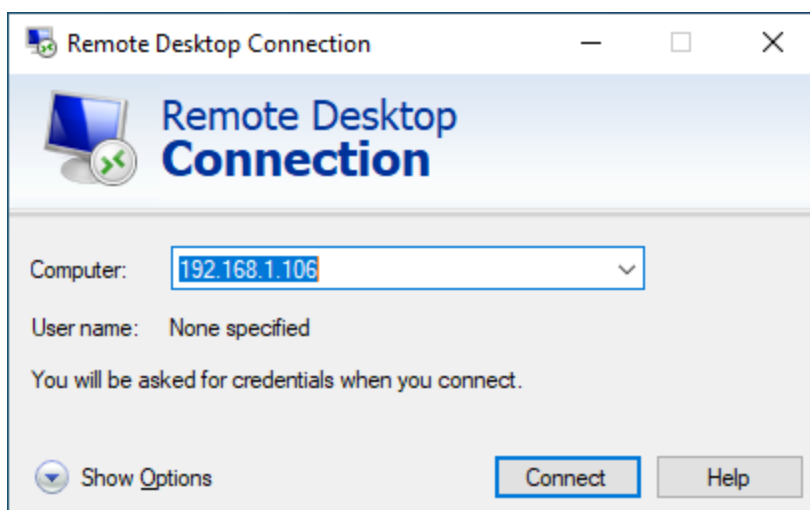 Remote Desktop Connection
Remote Desktop
Connection
Computer: 192.168.1.106
User name: None specified
You will be asked for credentials when you connect.
Show Options Connect Help